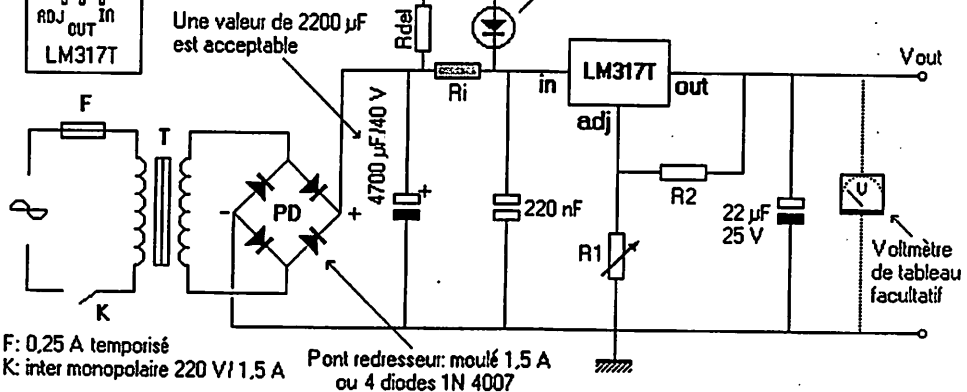 ADJ IN
OUT
LM317T
Une valeur de 2200 µF
est acceptable
Rdel
Ri
4700 µF/40 V
+
in
LM317T
out
adj
Vout
F
T
K
-
PD
+
220 nF
R1
R2
22 µF
25 V
U
Voltmètre
de tableau
facultatif
F: 0,25 A temporisé
K: inter monopolaire 220 V/ 1,5 A
Pont redresseur: moulé 1,5 A
ou 4 diodes 1N 4007